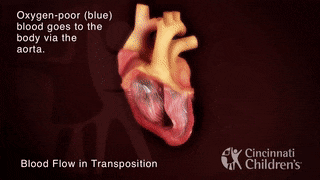 Oxygen-poor (blue)
blood goes to the
body via the
aorta.
Cincinnati
Children's
Blood Flow in Transposition